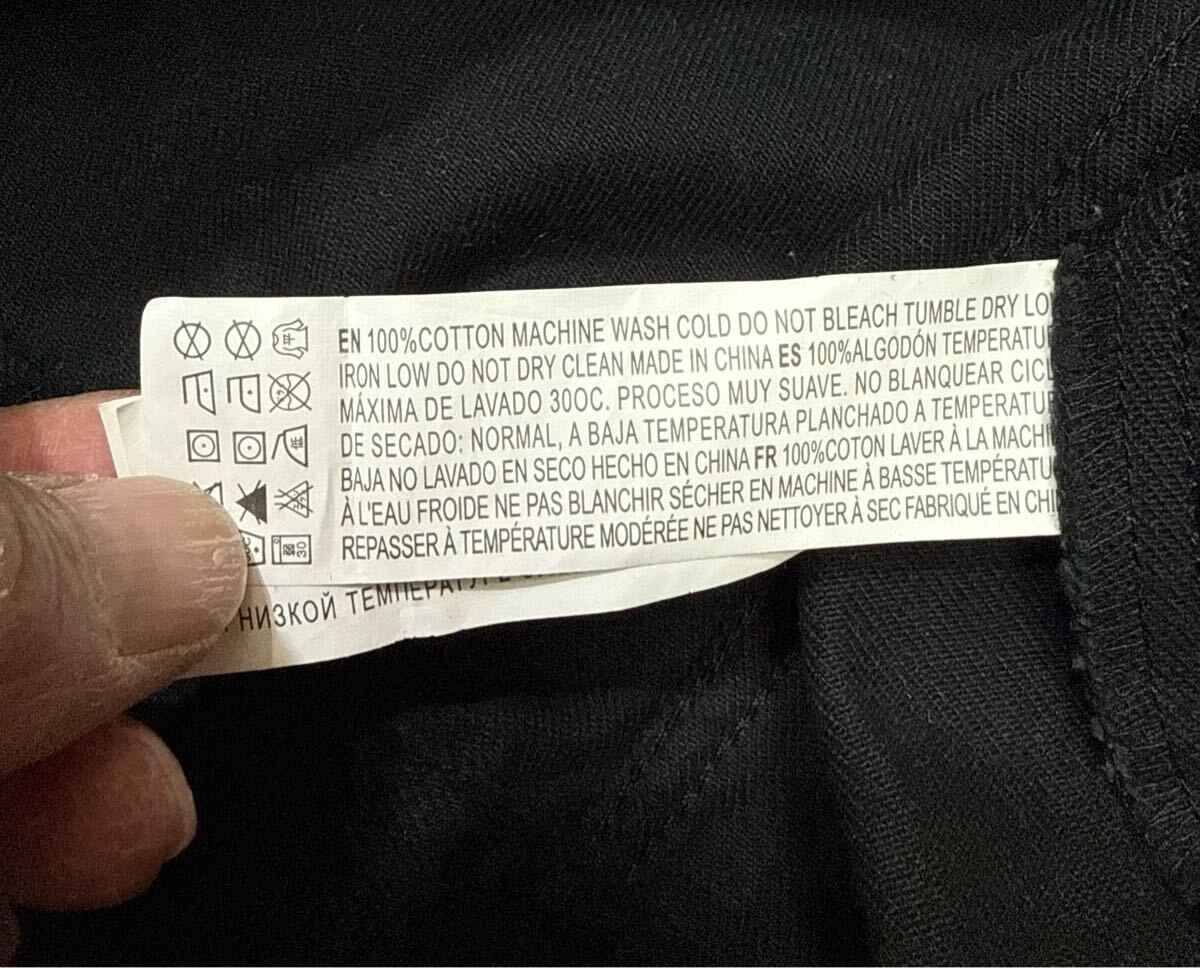 EN 100%COTTON MACHINE WASH COLD DO NOT BLEACH TUMBLE DRY LO
IRON LOW DO NOT DRY CLEAN MADE IN CHINA ES 100%ALGODÓN TEMPERATU
MÁXIMA DE LAVADO 30OC. PROCESO MUY SUAVE. NO BLANQUEAR CICL
DE SECADO: NORMAL, A BAJA TEMPERATURA PLANCHADO A TEMPERATUR
BAJA NO LAVADO EN SECO HECHO EN CHINA FR 100%COTON LAVER À LA MACHI
À L'EAU FROIDE NE PAS BLANCHIR SÉCHER EN MACHINE À BASSE TEMPÉRATU
REPASSER À TEMPÉRATURE MODÉRÉE NE PAS NETTOYER À SEC FABRIQUÉ EN CHI
30
НИЗКОЙ